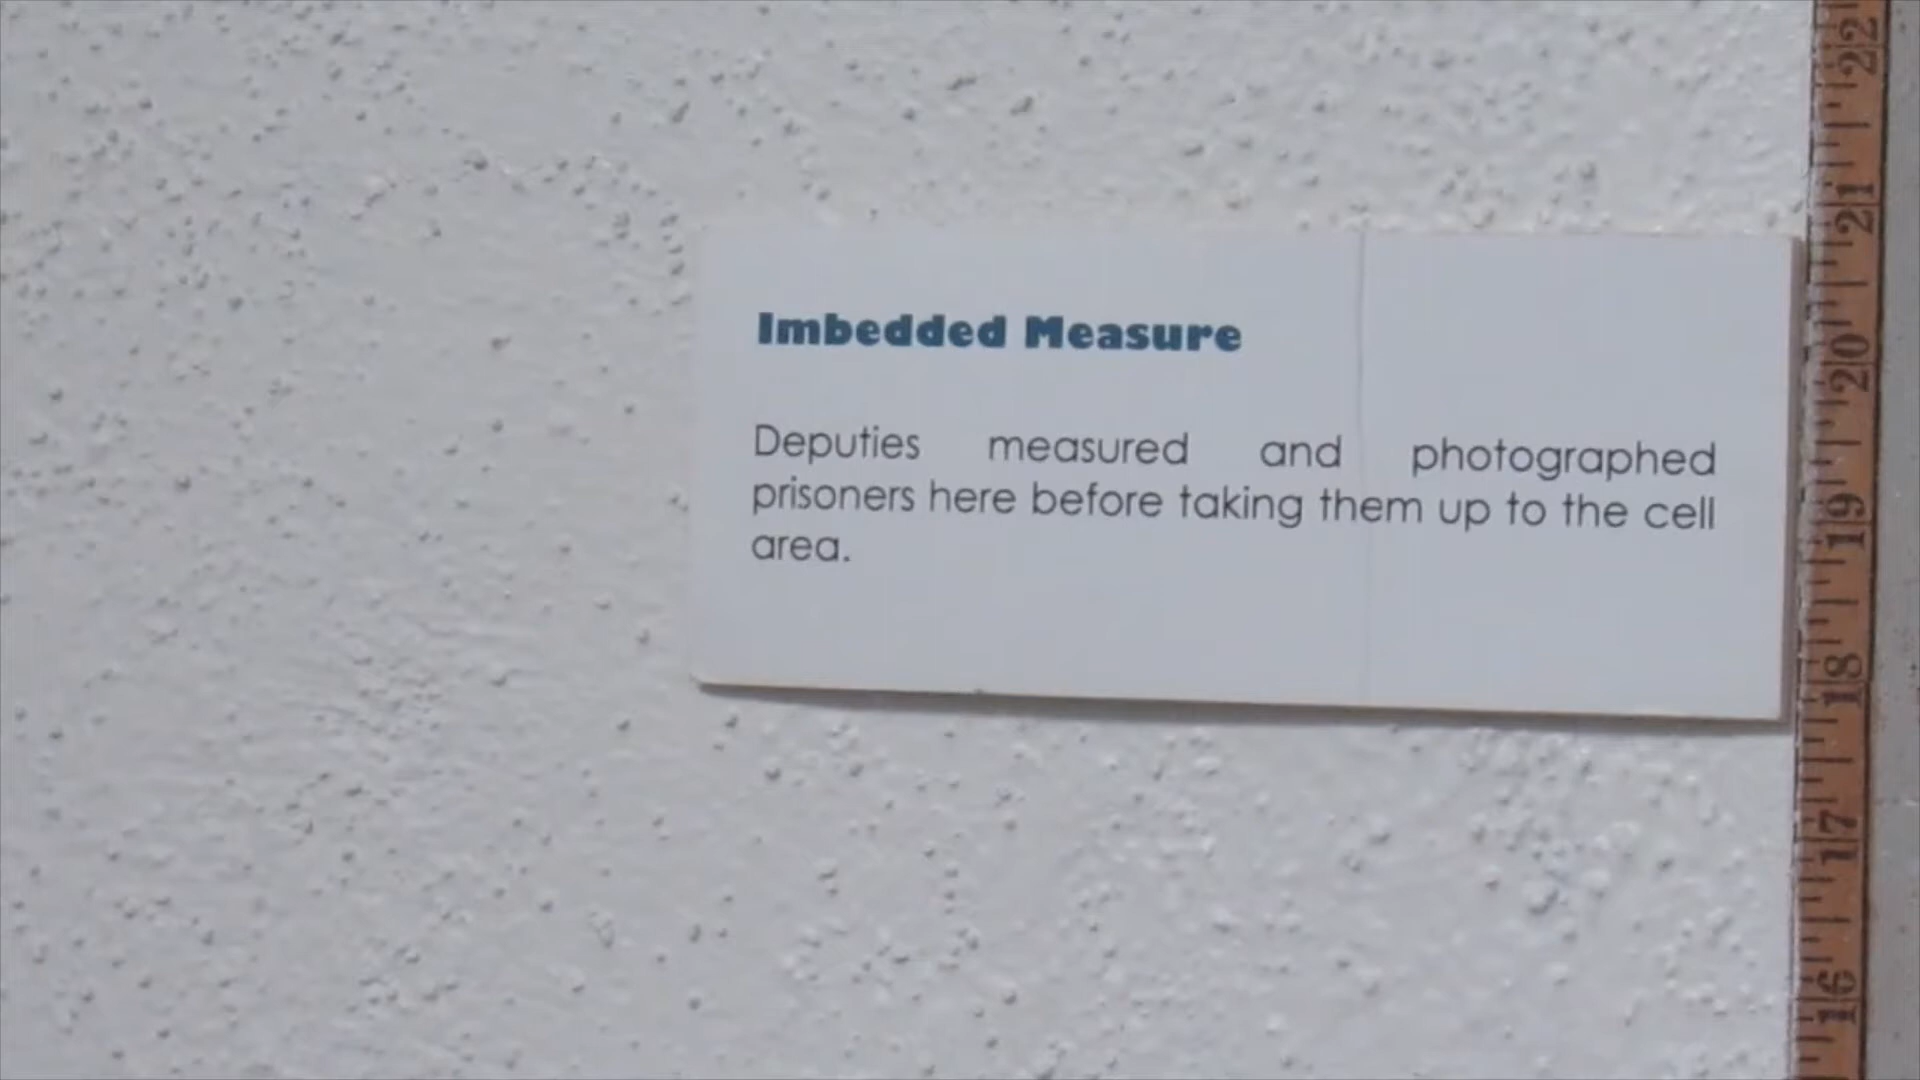 Imbedded Measure
Deputies measured and photographed
prisoners here before taking them up to the cell
area.
22
21
20
19
18
17
16